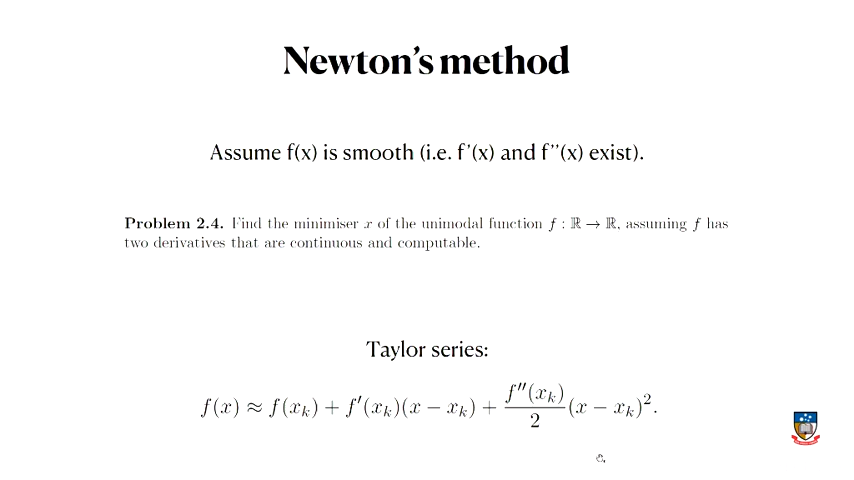 Newton's method
Assume f(x) is smooth (i.e. f'(x) and f''(x) exist).
Problem 2.4. Find the minimiser x of the unimodal function f : ℝ → ℝ, assuming f has
two derivatives that are continuous and computable.
Taylor series:
f(x) ≈ f(x_k) + f′(x_k)(x − x_k) + f″(x_k)/2 (x − x_k)².